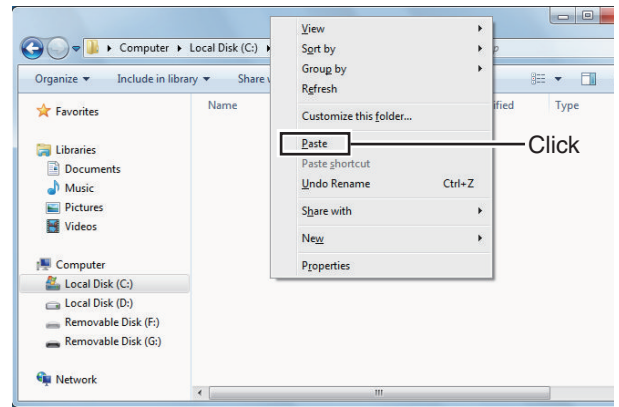 Computer Local Disk (C:)
Organize Include in library Share
Name Type
Favorites
Libraries
Documents
Music
Pictures
Videos
Computer
Local Disk (C:)
Local Disk (D:)
Removable Disk (F:)
Removable Disk (G:)
Network
View
Sort by
Group by
Refresh
Customize this folder...
Paste
Paste shortcut
Undo Rename Ctrl+Z
Share with
New
Properties
Click